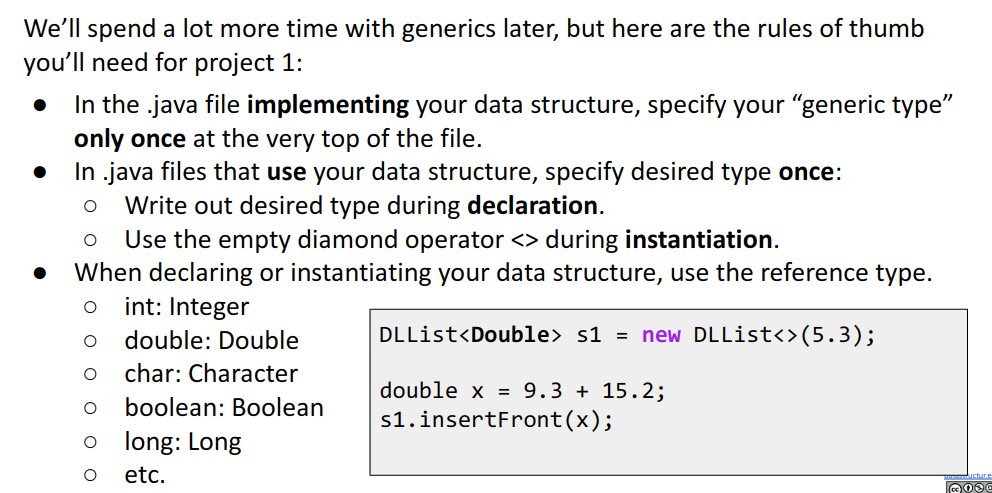 We’ll spend a lot more time with generics later, but here are the rules of thumb
you’ll need for project 1:
● In the .java file implementing your data structure, specify your “generic type”
only once at the very top of the file.
● In .java files that use your data structure, specify desired type once:
○ Write out desired type during declaration.
○ Use the empty diamond operator <> during instantiation.
● When declaring or instantiating your data structure, use the reference type.
○ int: Integer
○ double: Double
○ char: Character
○ boolean: Boolean
○ long: Long
○ etc.
DLList<Double> s1 = new DLList<>(5.3);
double x = 9.3 + 15.2;
s1.insertFront(x);